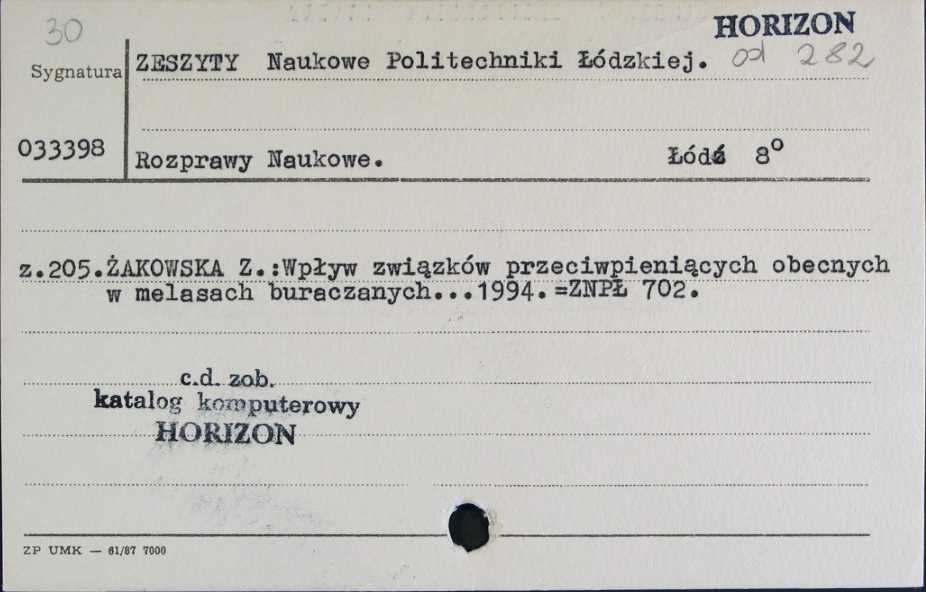 30
HORIZON
Sygnatura
ZESZYTY Naukowe Politechniki Łódzkiej. od 282
033398
Rozprawy Naukowe. Łódź 8°
z.205.ŻAKOWSKA Z.:Wpływ związków przeciwpieniących obecnych
w melasach buraczanych...1994.=ZNPŁ 702.
c.d. zob.
katalog komputerowy
HORIZON
ZP UMK — 61/87 7000